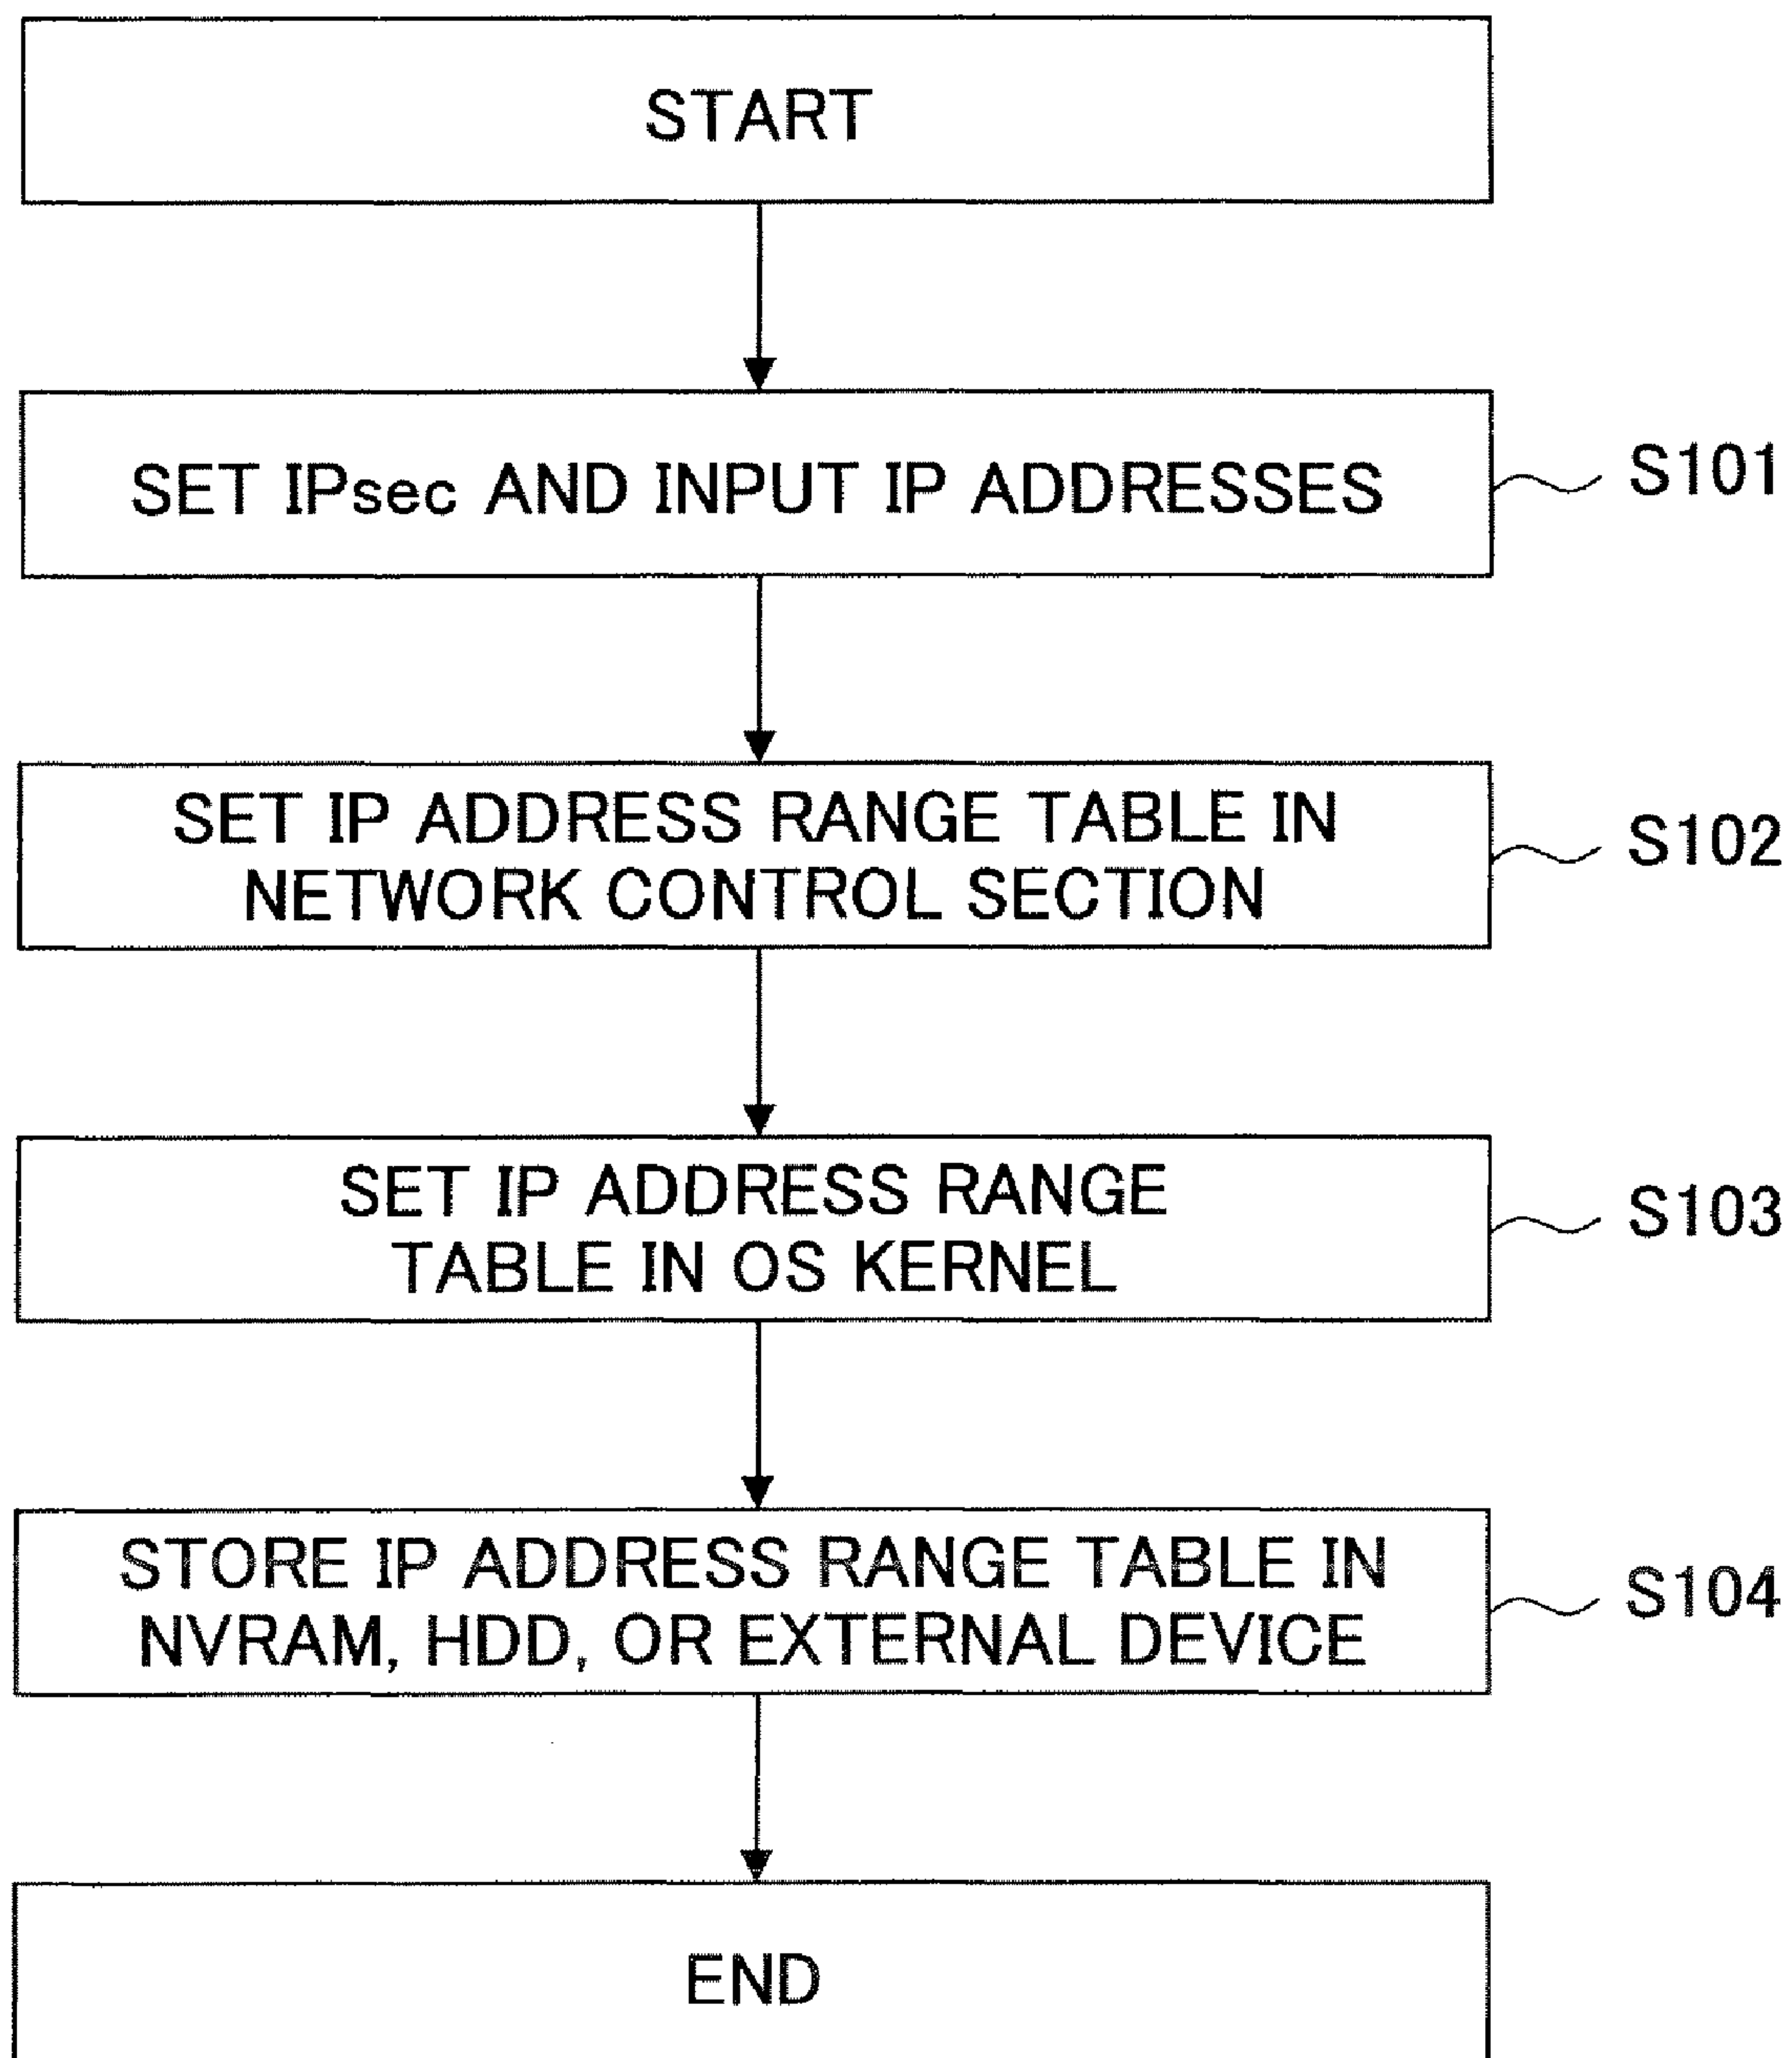 START
SET IPsec AND INPUT IP ADDRESSES
S101
SET IP ADDRESS RANGE TABLE IN
NETWORK CONTROL SECTION
S102
SET IP ADDRESS RANGE
TABLE IN OS KERNEL
S103
STORE IP ADDRESS RANGE TABLE IN
NVRAM, HDD, OR EXTERNAL DEVICE
S104
END